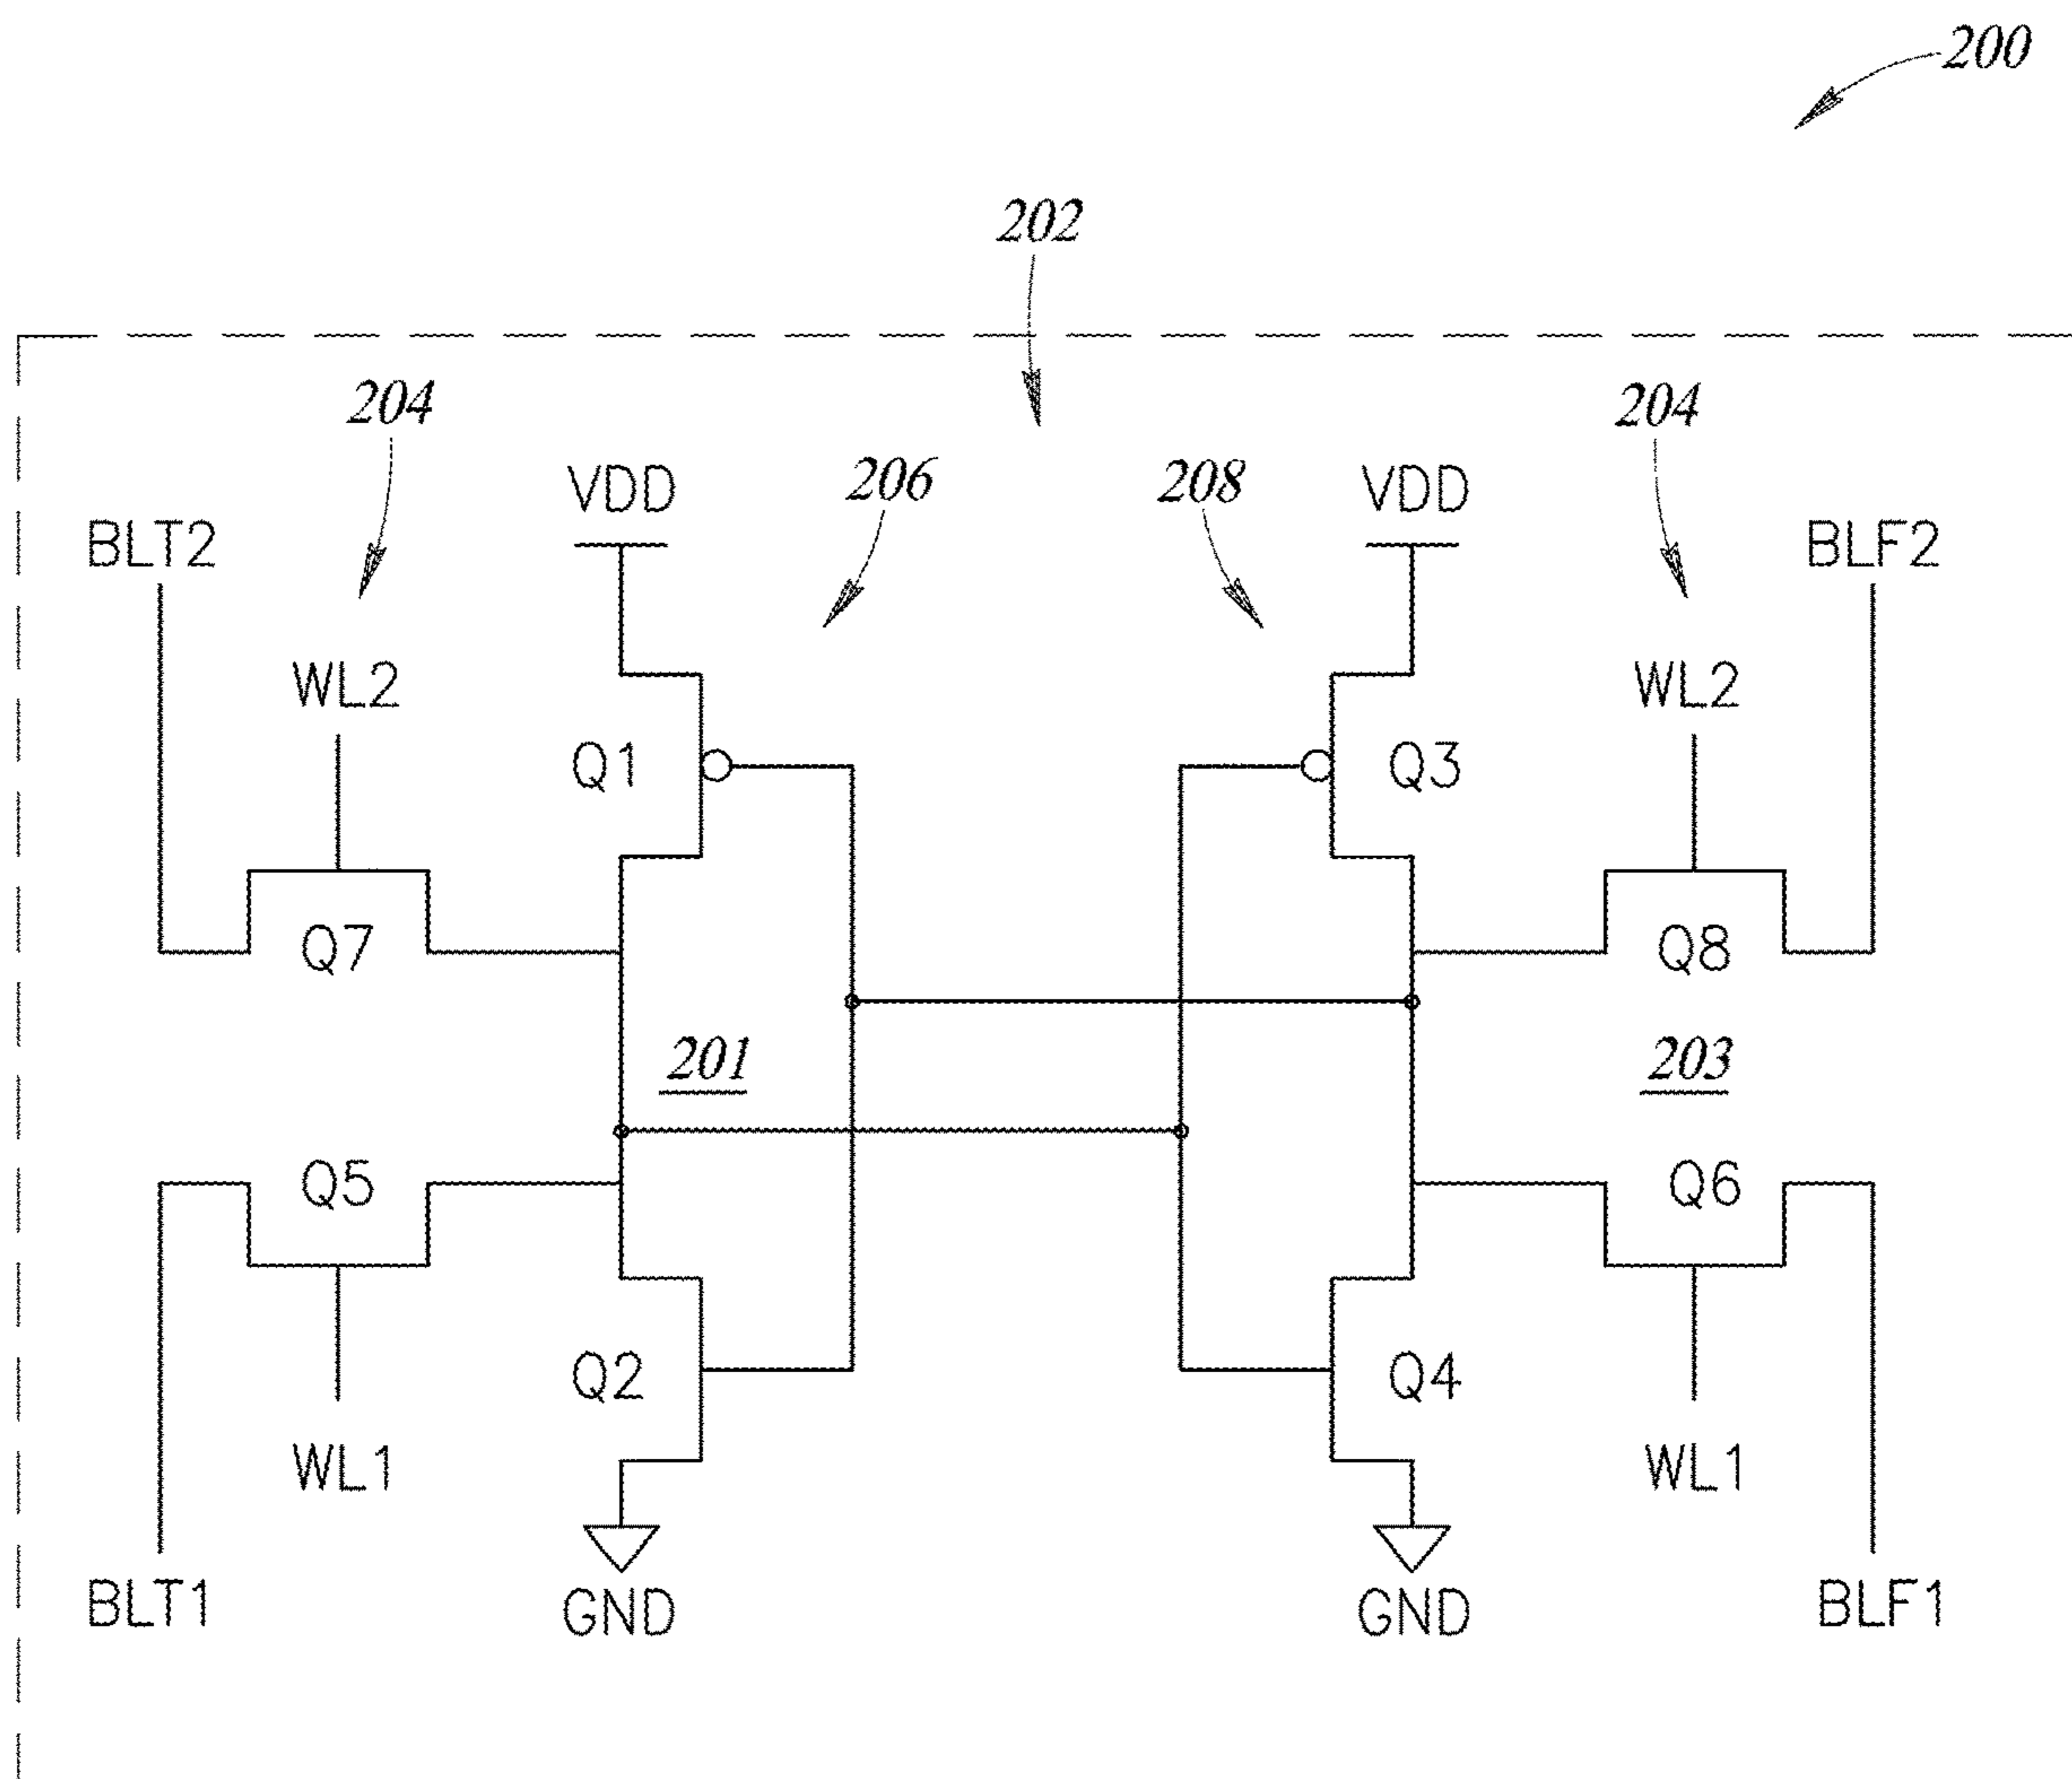 200
202
204
204
206
208
VDD
VDD
BLT2
BLF2
WL2
WL2
Q1
Q3
Q7
Q8
201
203
Q5
Q6
Q2
Q4
WL1
WL1
BLT1
GND
GND
BLF1